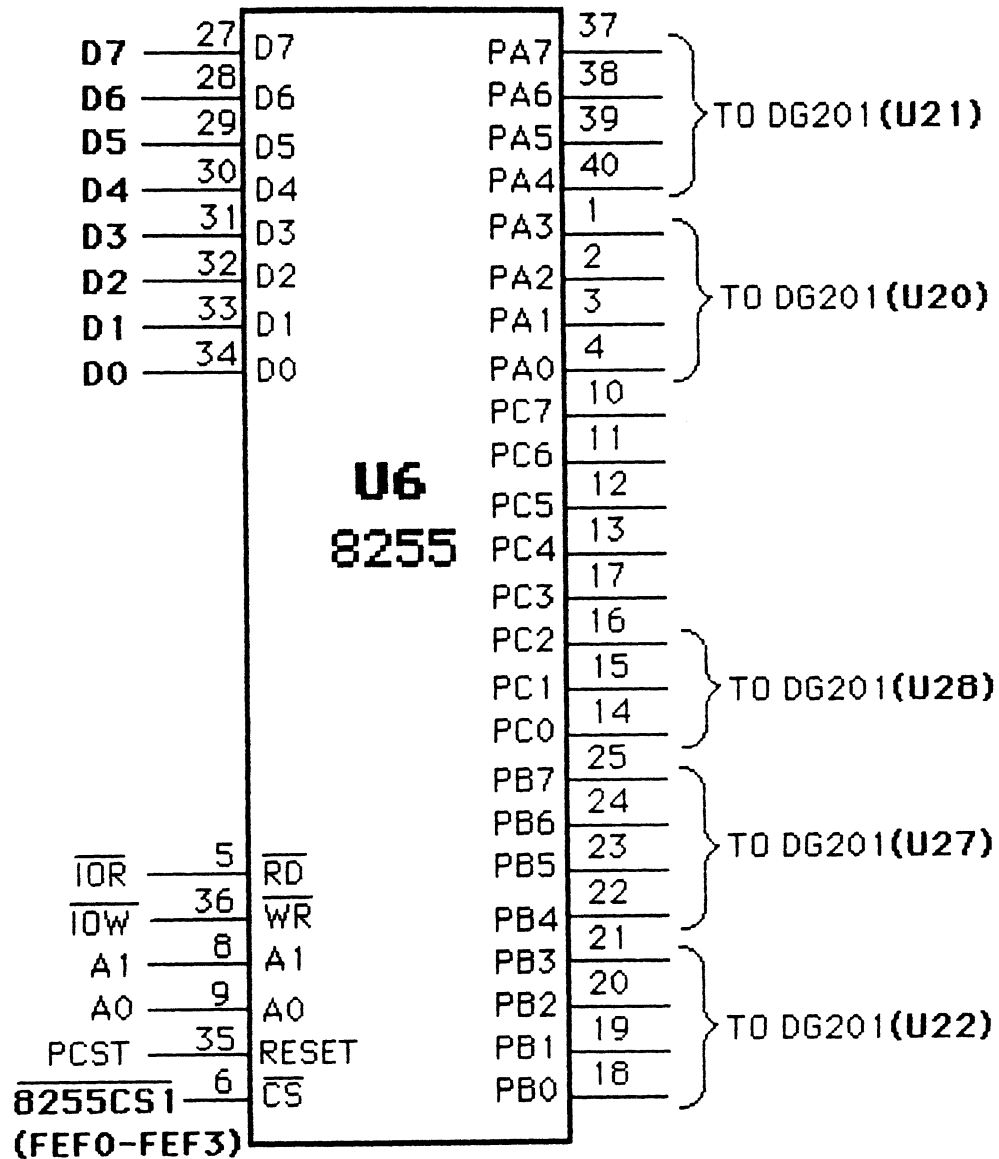 D7 27 D7 PA7 37
D6 28 D6 PA6 38
D5 29 D5 PA5 39
TO DG201(U21)
D4 30 D4 PA4 40
D3 31 D3 PA3 1
D2 32 D2 PA2 2
TO DG201(U20)
D1 33 D1 PA1 3
D0 34 D0 PA0 4
PC7 10
PC6 11
U6
8255
PC5 12
PC4 13
PC3 17
PC2 16
PC1 15
TO DG201(U28)
PC0 14
PB7 25
PB6 24
TO DG201(U27)
IOR 5 RD PB5 23
IOW 36 WR PB4 22
A1 8 A1 PB3 21
A0 9 A0 PB2 20
TO DG201(U22)
PCST 35 RESET PB1 19
8255CS1 6 CS PB0 18
(FEF0-FEF3)